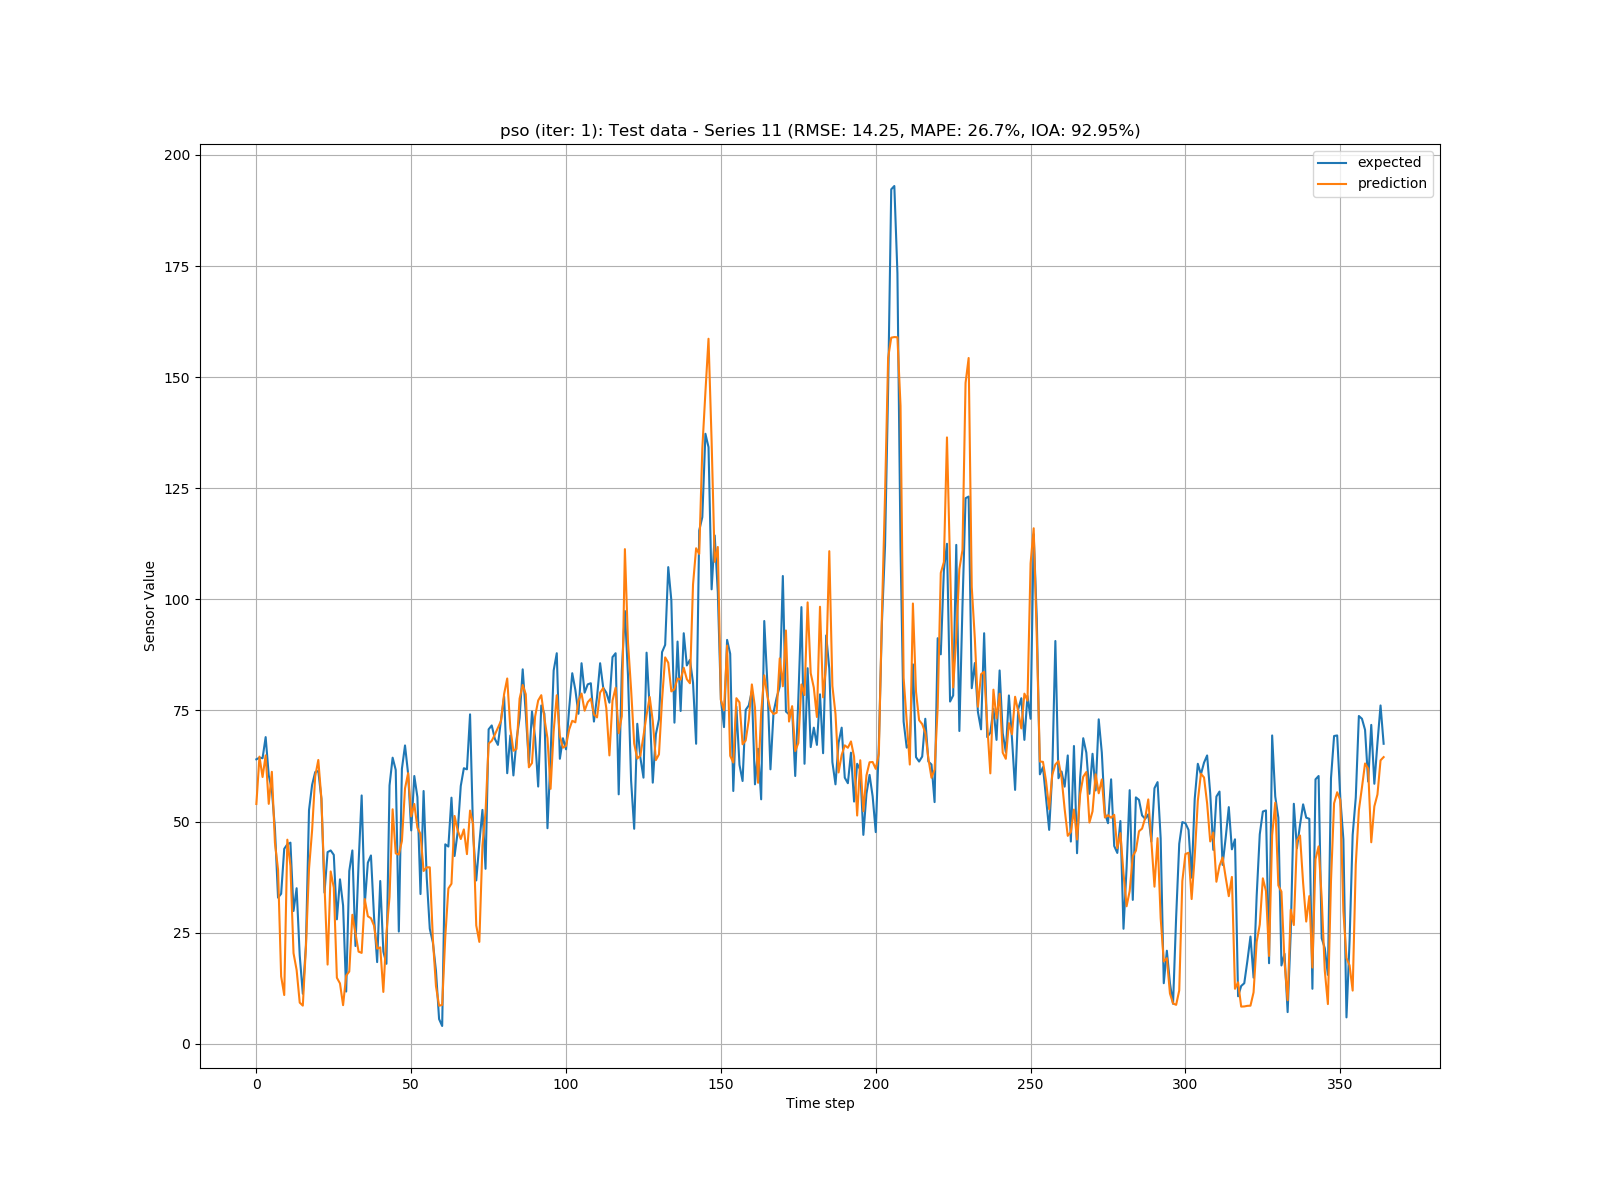 pso (iter: 1): Test data - Series 11 (RMSE: 14.25, MAPE: 26.7%, IOA: 92.95%)
expected
prediction
Sensor Value
200
175
150
125
100
75
50
25
0
0 50 100 150 200 250 300 350
Time step